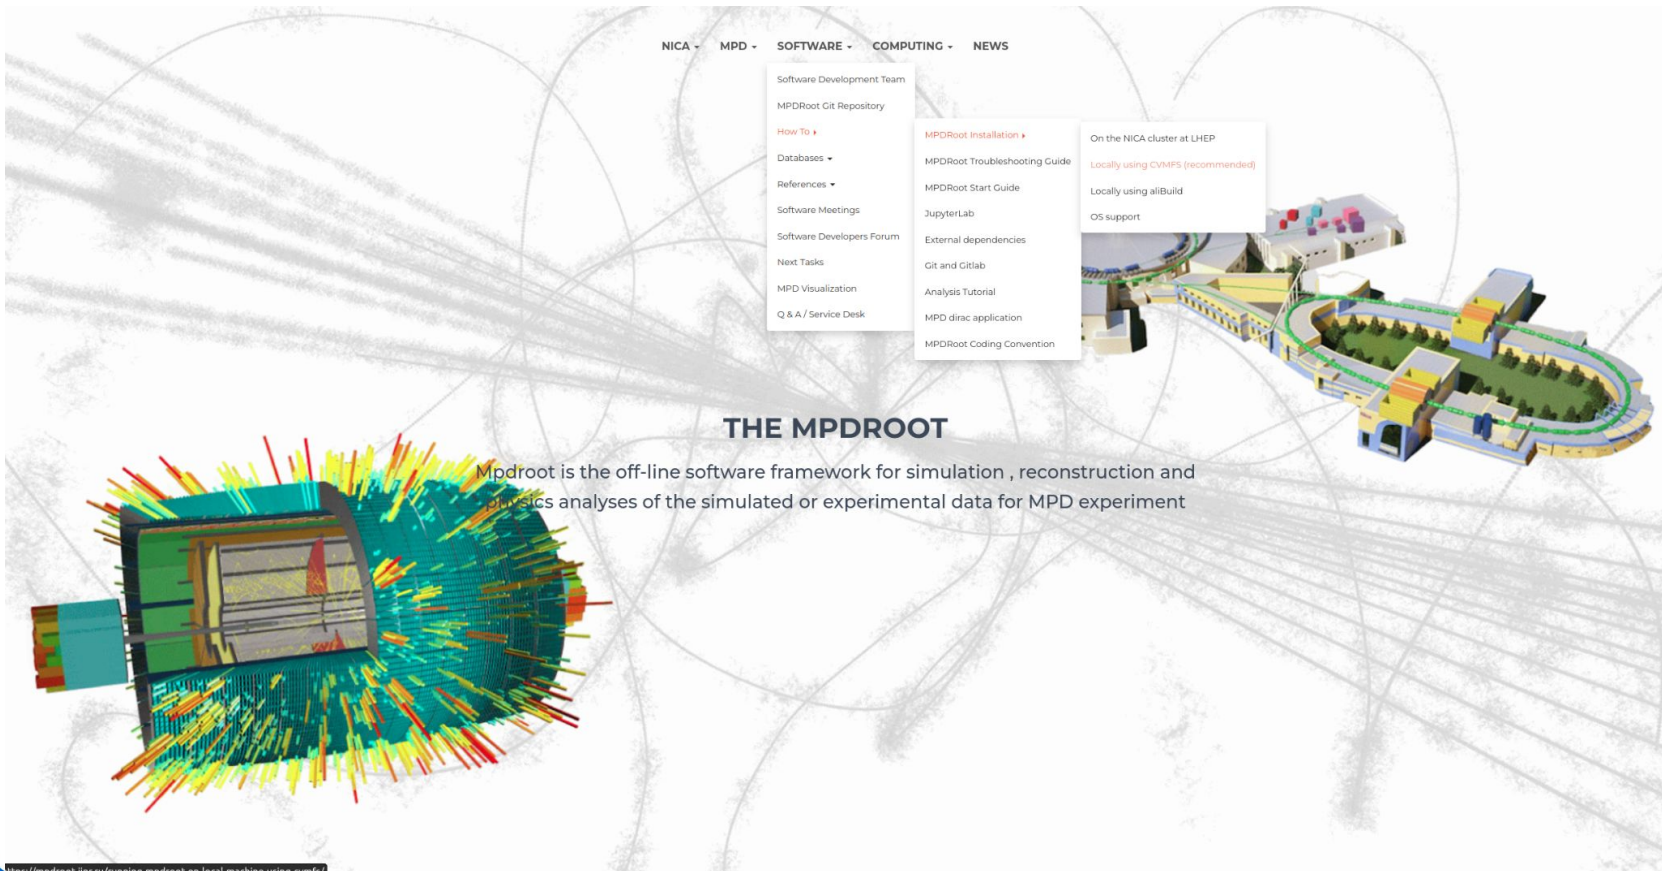 NICA MPD SOFTWARE COMPUTING NEWS
Software Development Team
MPDRoot Git Repository
How To
Databases
References
Software Meetings
Software Developers Forum
Next Tasks
MPD Visualization
Q & A / Service Desk
MPDRoot Installation
MPDRoot Troubleshooting Guide
MPDRoot Start Guide
JupyterLab
External dependencies
Git and Gitlab
Analysis Tutorial
MPD dirac application
MPDRoot Coding Convention
On the NICA cluster at LHEP
Locally using CVMFS (recommended)
Locally using aliBuild
OS support
THE MPDROOT
Mpdroot is the off-line software framework for simulation , reconstruction and
physics analyses of the simulated or experimental data for MPD experiment